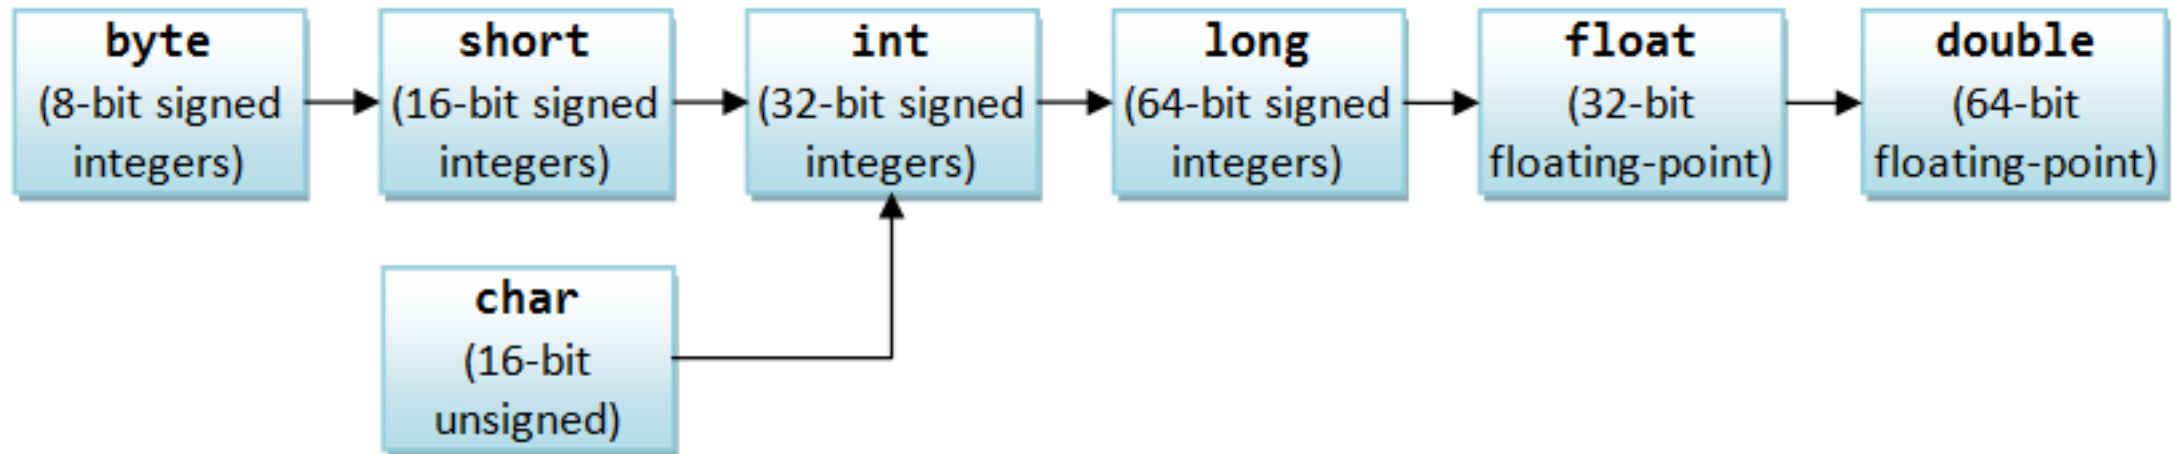 byte
(8-bit signed
integers)
short
(16-bit signed
integers)
int
(32-bit signed
integers)
long
(64-bit signed
integers)
float
(32-bit
floating-point)
double
(64-bit
floating-point)
char
(16-bit
unsigned)